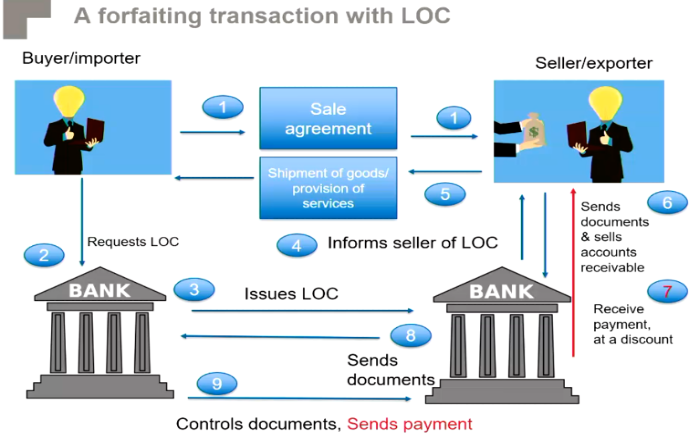 A forfaiting transaction with LOC
Buyer/importer
Seller/exporter
1
Sale
agreement
1
$
Shipment of goods/
provision of
services
5
Sends
documents
& sells
accounts
receivable
6
2
Requests LOC
4
Informs seller of LOC
BANK
3
Issues LOC
BANK
7
Receive
payment,
at a discount
8
Sends
documents
9
Controls documents, Sends payment